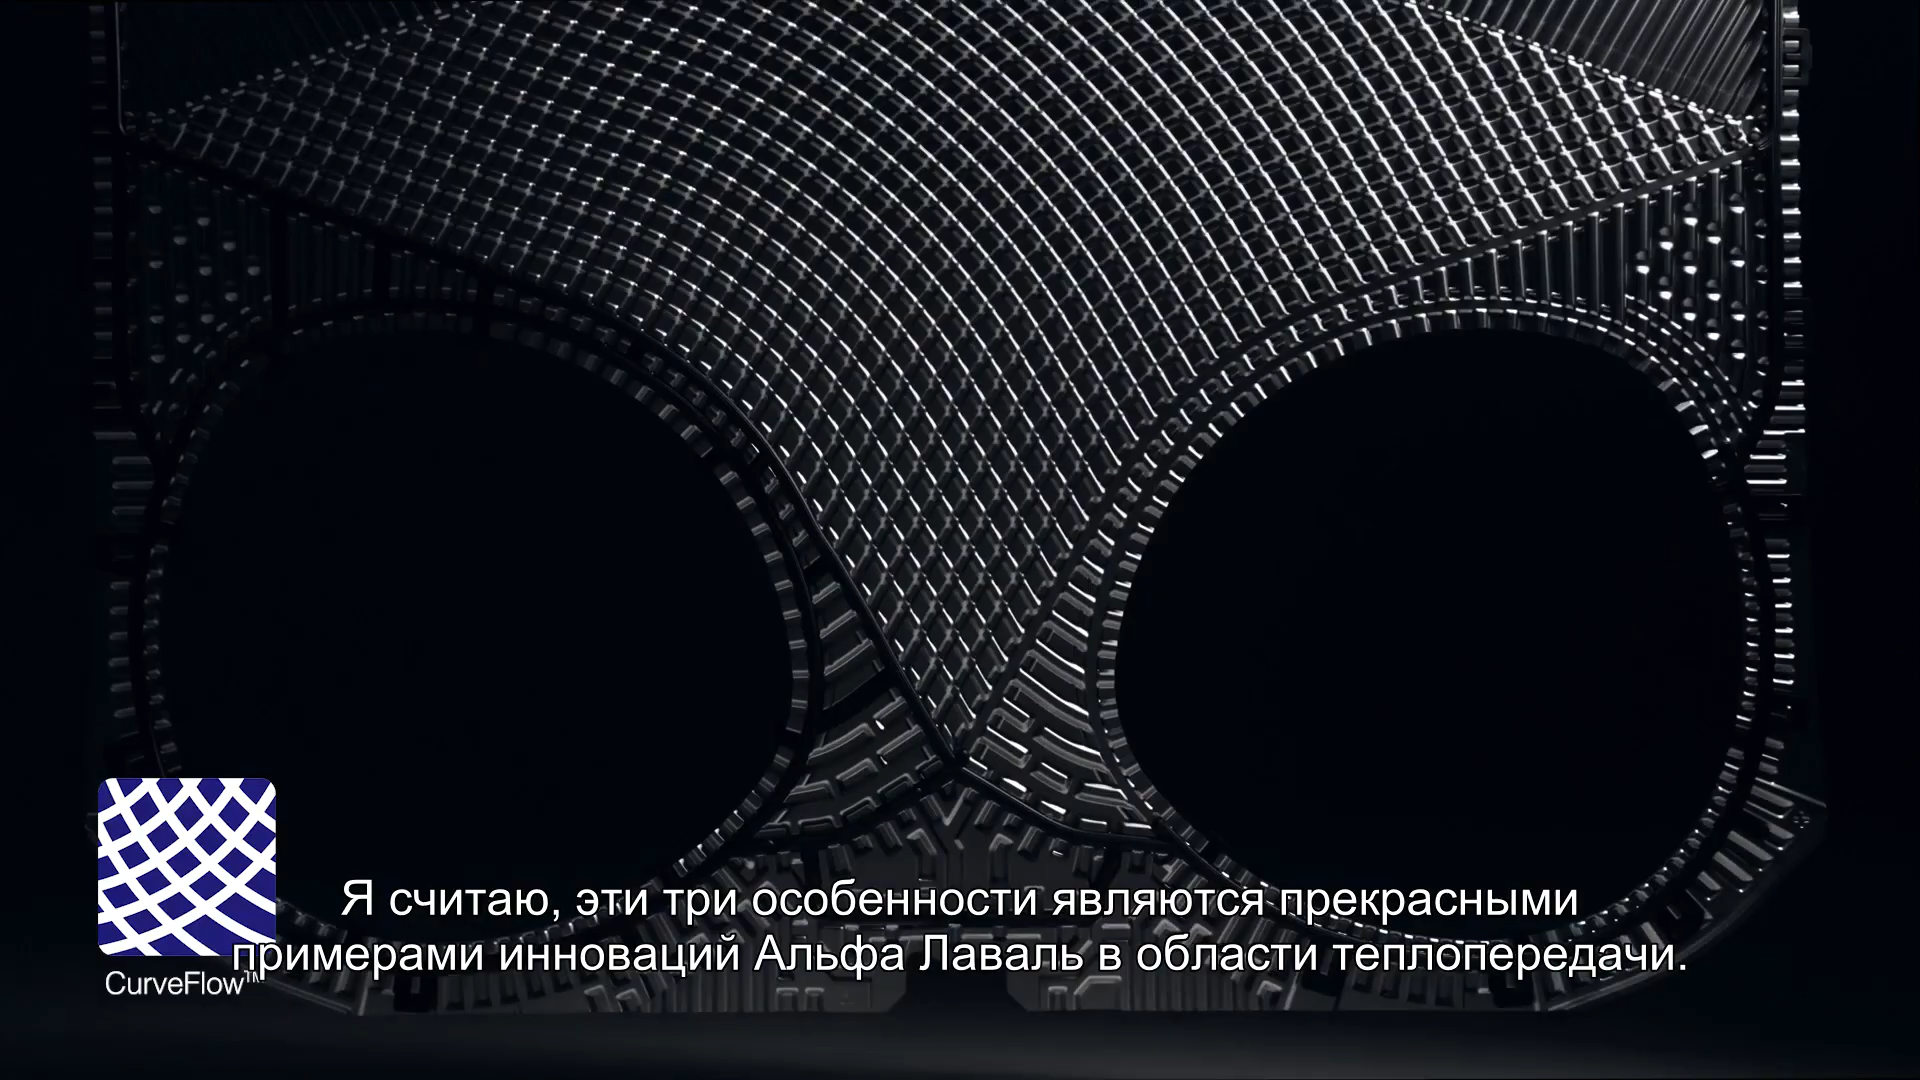 Я считаю, эти три особенности являются прекрасными
примерами инноваций Альфа Лаваль в области теплопередачи.
CurveFlow™